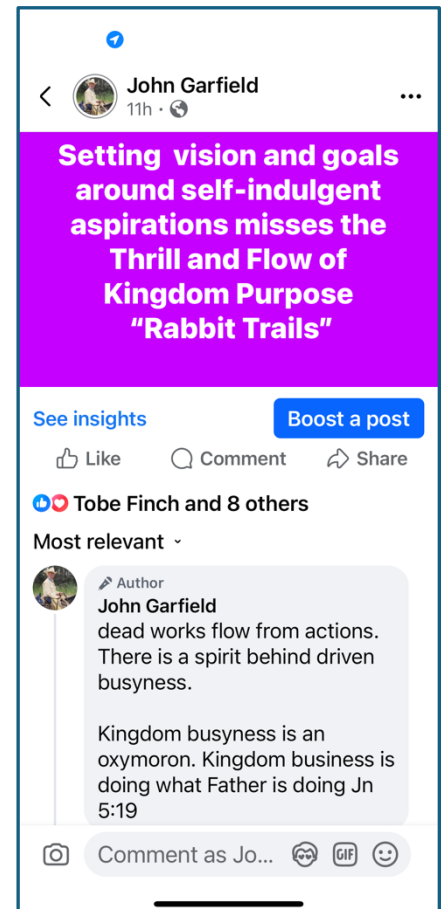 John Garfield
11h ·
Setting vision and goals
around self-indulgent
aspirations misses the
Thrill and Flow of
Kingdom Purpose
“Rabbit Trails”
See insights
Boost a post
Like
Comment
Share
Tobe Finch and 8 others
Most relevant
Author
John Garfield
dead works flow from actions.
There is a spirit behind driven
busyness.
Kingdom busyness is an
oxymoron. Kingdom business is
doing what Father is doing Jn
5:19
Comment as Jo...
GIF